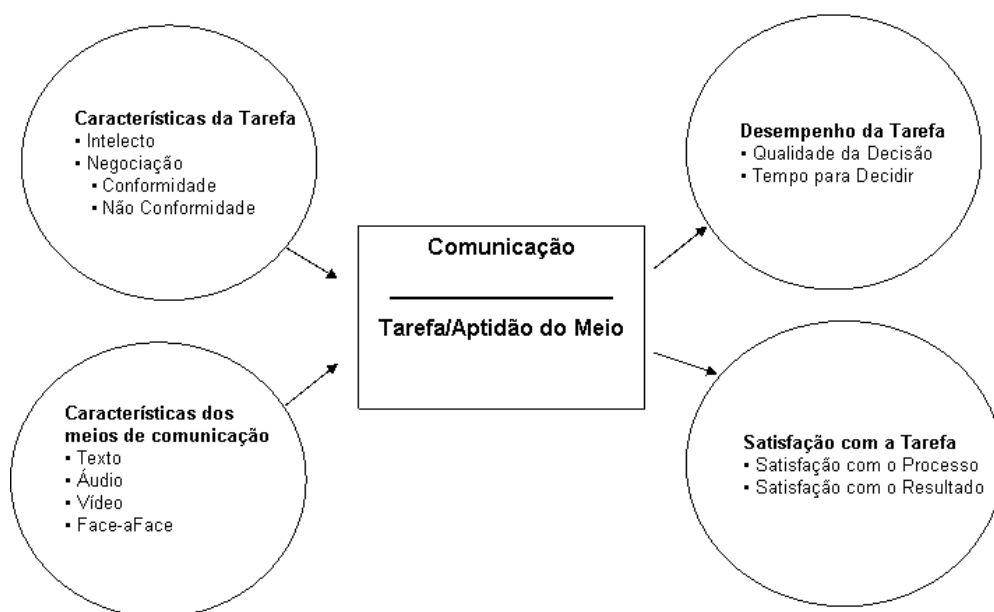 Características da Tarefa
▪ Intelecto
▪ Negociação
▪ Conformidade
▪ Não Conformidade
Características dos
meios de comunicação
▪ Texto
▪ Áudio
▪ Vídeo
▪ Face-aFace
Comunicação
Tarefa/Aptidão do Meio
Desempenho da Tarefa
▪ Qualidade da Decisão
▪ Tempo para Decidir
Satisfação com a Tarefa
▪ Satisfação com o Processo
▪ Satisfação com o Resultado